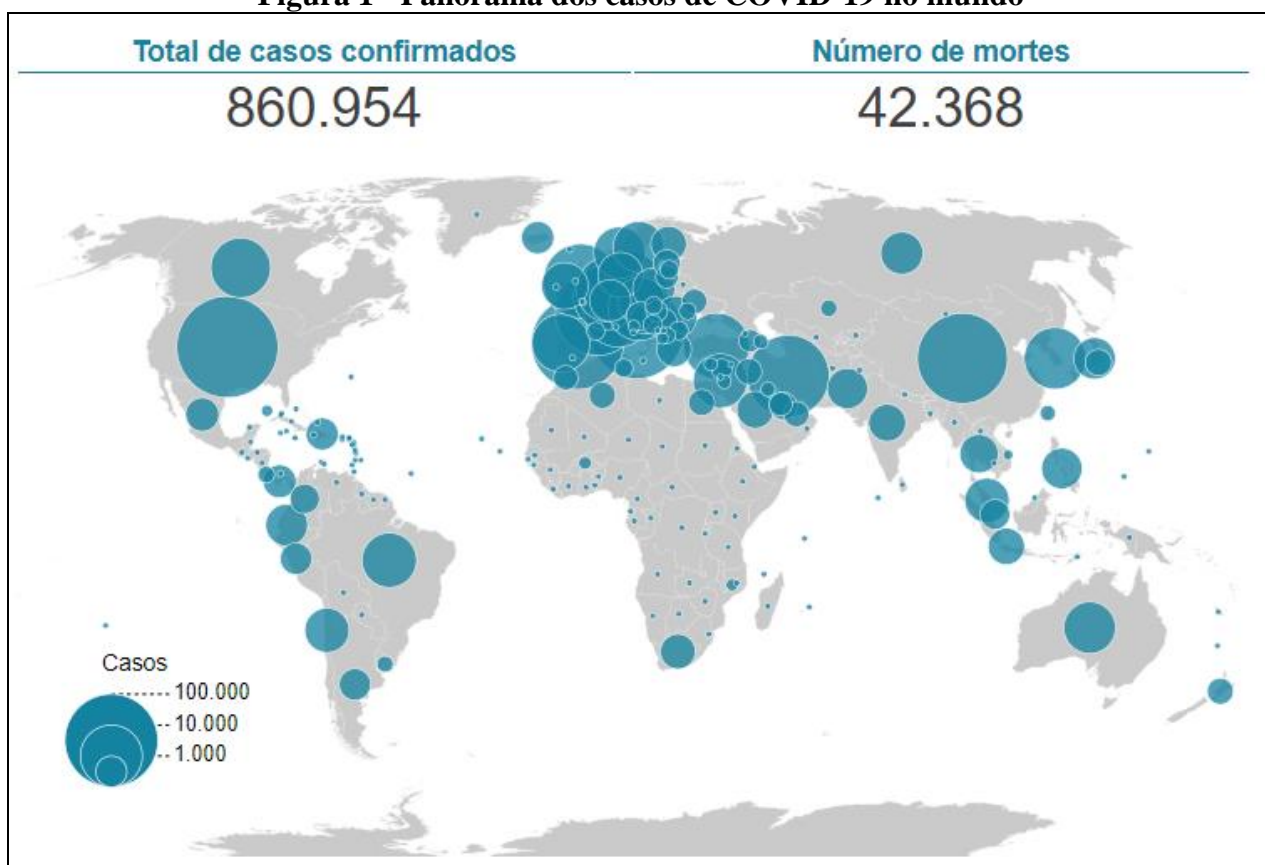 Figura 1 - Panorama dos casos de COVID-19 no mundo
Total de casos confirmados
Número de mortes
860.954
42.368
Casos
100.000
10.000
1.000